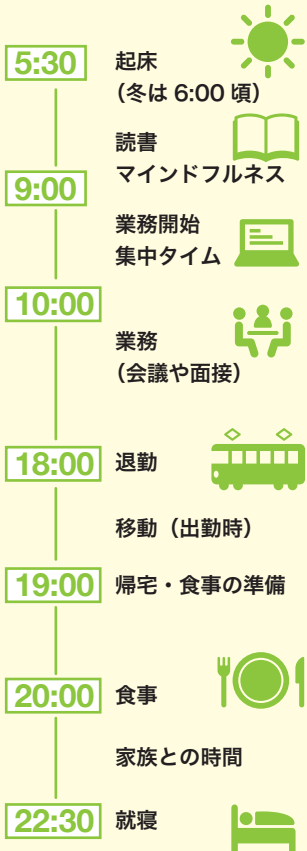 5:30
起床
（冬は 6:00 頃）
読書
マインドフルネス
9:00
業務開始
集中タイム
10:00
業務
（会議や面接）
18:00
退勤
移動（出勤時）
19:00
帰宅・食事の準備
20:00
食事
家族との時間
22:30
就寝